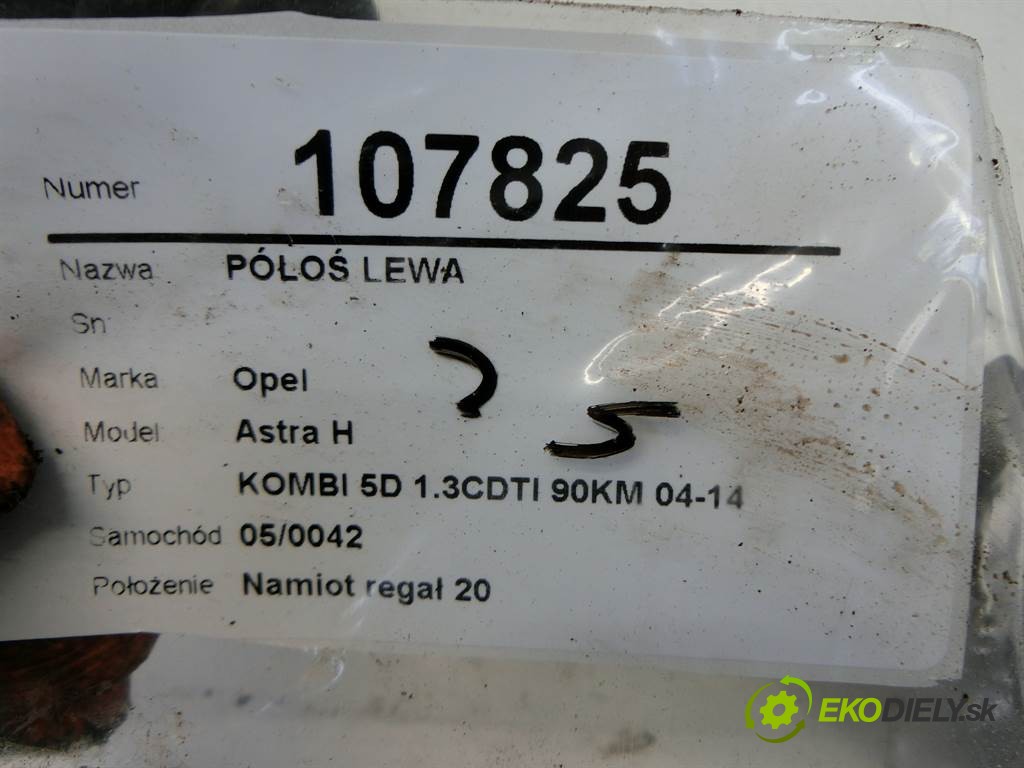 Numer 107825
Nazwa PÓŁOŚ LEWA
Sn
Marka Opel
Model Astra H
Typ KOMBI 5D 1.3CDTI 90KM 04-14
Samochód 05/0042
Położenie Namiot regał 20
EKODIELY.sk